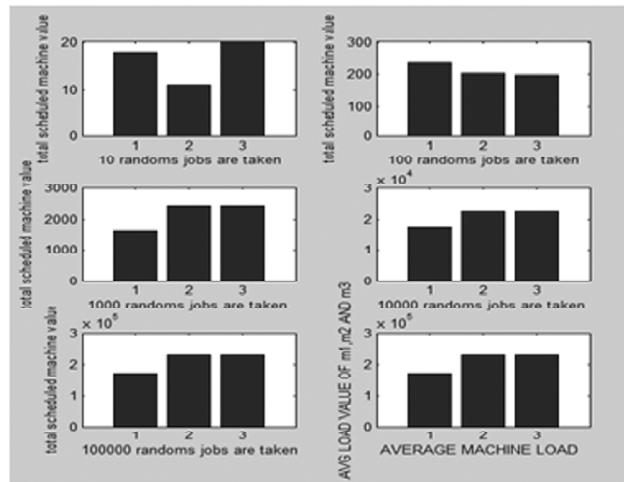 20
10
0
1 2 3
total scheduled machine value
10 randoms jobs are taken
300
200
100
0
1 2 3
total scheduled machine value
100 randoms jobs are taken
3000
2000
1000
0
1 2 3
total scheduled machine value
1000 randoms jobs are taken
× 10^4
3
2
1
0
1 2 3
10000 randoms jobs are taken
× 10^5
3
2
1
0
1 2 3
total scheduled machine value
100000 randoms jobs are taken
× 10^5
3
2
1
0
1 2 3
AVG LOAD VALUE OF m1,m2 AND m3
AVERAGE MACHINE LOAD